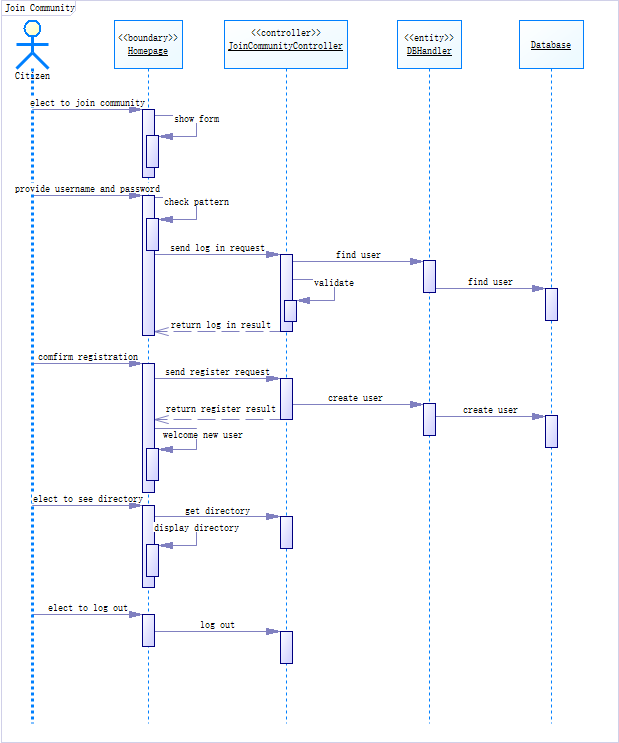 Join Community
<<boundary>>
Homepage
<<controller>>
JoinCommunityController
<<entity>>
DBHandler
Database
Citizen
elect to join community
show form
provide username and password
check pattern
send log in request
find user
find user
validate
return log in result
comfirm registration
send register request
create user
return register result
create user
welcome new user
elect to see directory
get directory
display directory
elect to log out
log out